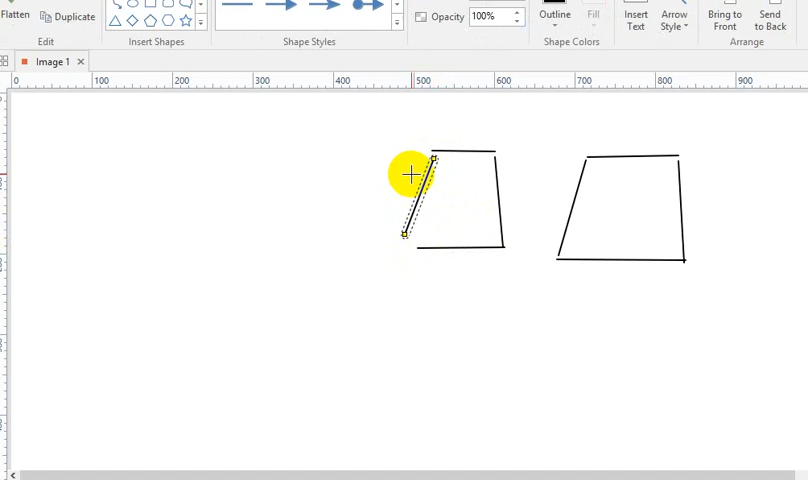 Flatten
Duplicate
Opacity 100%
Outline
Fill
Insert Text
Arrow Style
Bring to Front
Send to Back
Edit
Insert Shapes
Shape Styles
Shape Colors
Arrange
Image 1
0 100 200 300 400 500 600 700 800 900